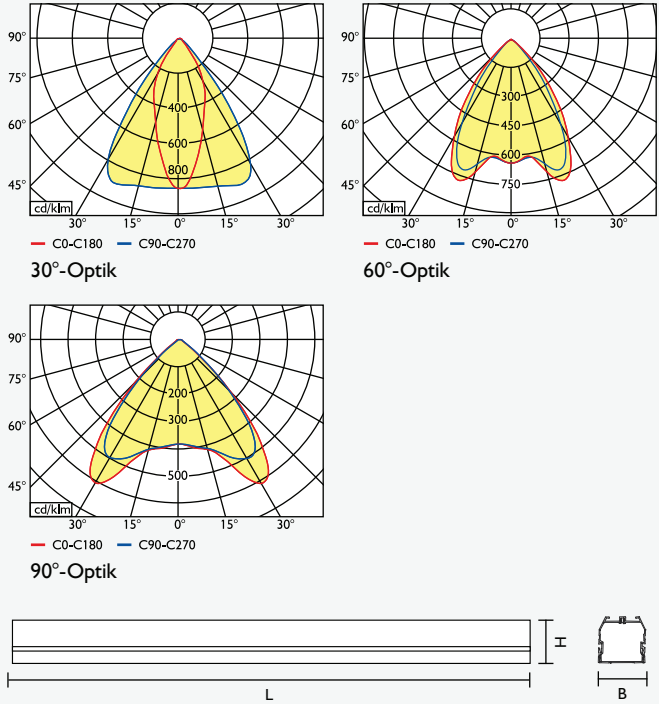 90° 90°
75° 400 75° 300
60° 600 60° 450
800 600
45° 45° 750
cd/klm cd/klm
30° 15° 0° 15° 30° 30° 15° 0° 15° 30°
C0-C180 C90-C270 C0-C180 C90-C270
30°-Optik 60°-Optik
90°
75° 200
60° 300
45° 500
cd/klm
30° 15° 0° 15° 30°
C0-C180 C90-C270
90°-Optik
H
L B